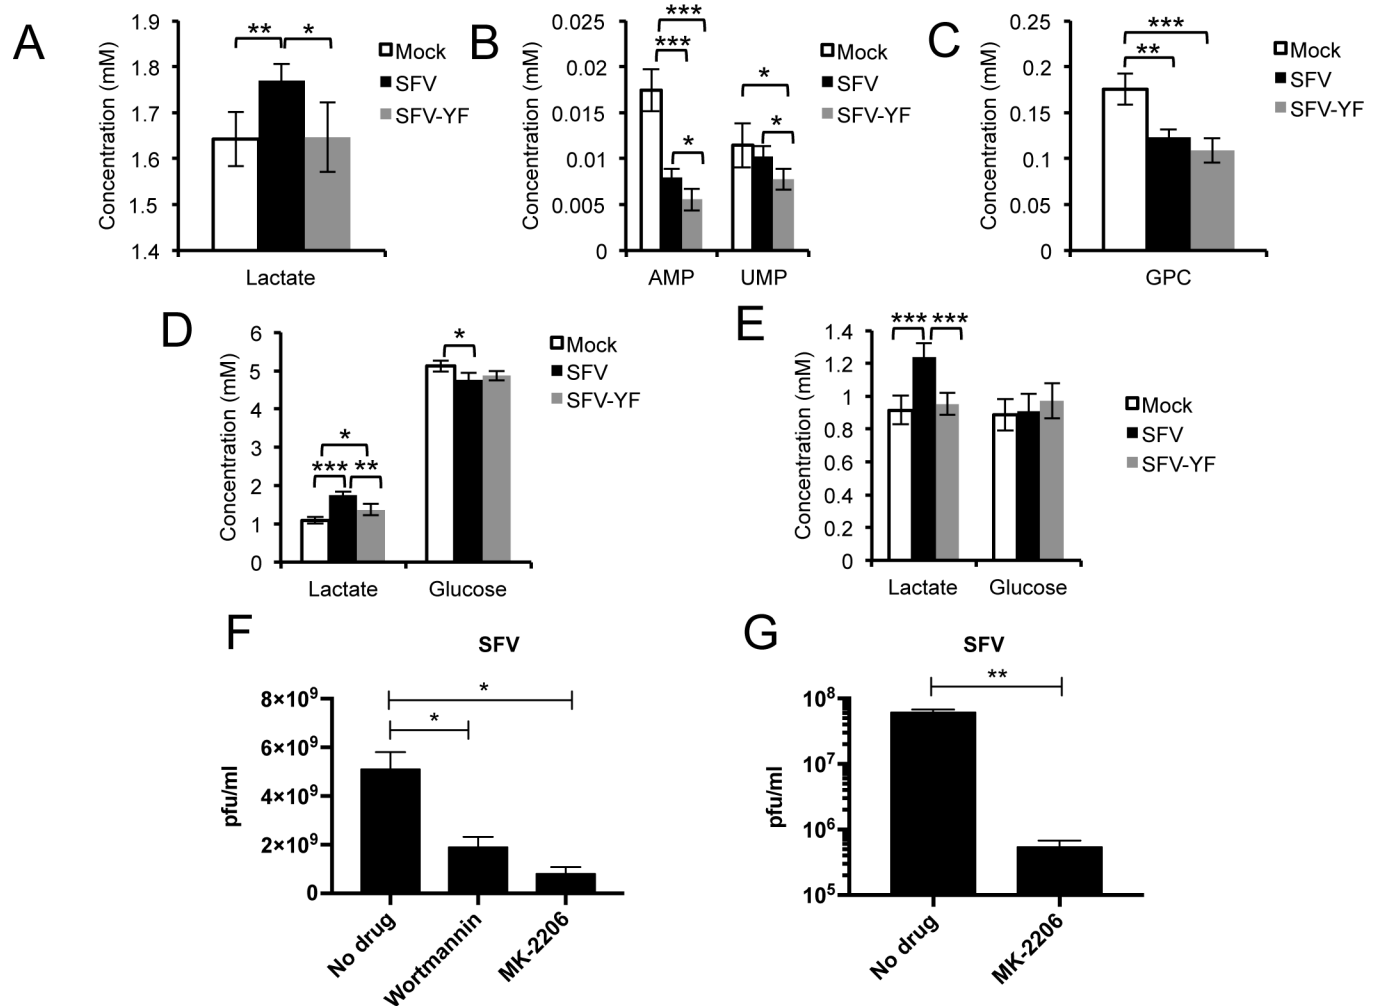 A
Concentration (mM)
1.9
1.8
1.7
1.6
1.5
1.4
**
*
Mock
SFV
SFV-YF
Lactate
B
Concentration (mM)
0.025
0.02
0.015
0.01
0.005
0
***
***
*
*
*
Mock
SFV
SFV-YF
AMP
UMP
C
Concentration (mM)
0.25
0.2
0.15
0.1
0.05
0
***
**
Mock
SFV
SFV-YF
GPC
D
Concentration (mM)
6
5
4
3
2
1
0
*
*
*** **
Mock
SFV
SFV-YF
Lactate
Glucose
E
Concentration (mM)
1.4
1.2
1
0.8
0.6
0.4
0.2
0
*** ***
Mock
SFV
SFV-YF
Lactate
Glucose
F
SFV
pfu/ml
8×10⁹
6×10⁹
4×10⁹
2×10⁹
0
*
*
No drug
Wortmannin
MK-2206
G
SFV
pfu/ml
10⁸
10⁷
10⁶
10⁵
**
No drug
MK-2206